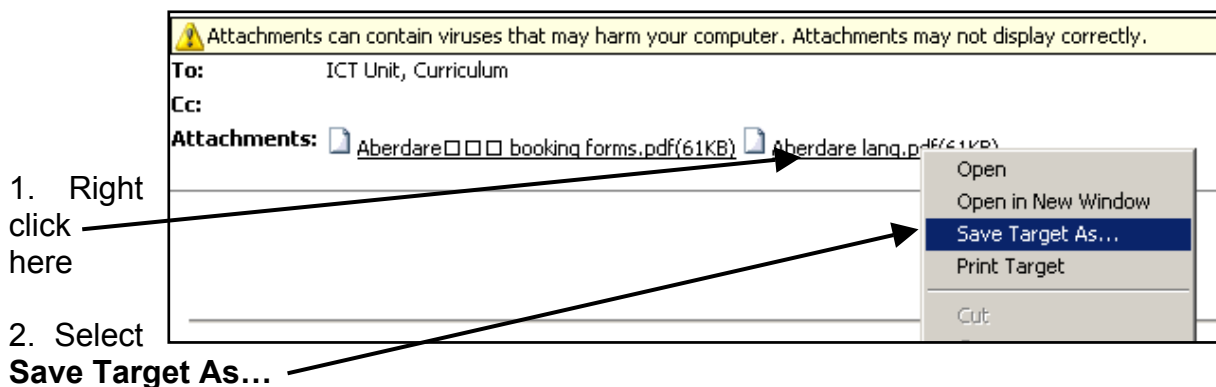 Attachments can contain viruses that may harm your computer. Attachments may not display correctly.
To: ICT Unit, Curriculum
Cc:
Attachments: Aberdare□□□ booking forms.pdf(61KB) Aberdare lang.pdf(61KB)
Open
Open in New Window
Save Target As...
Print Target
Cut
1. Right
click
here
2. Select
Save Target As…